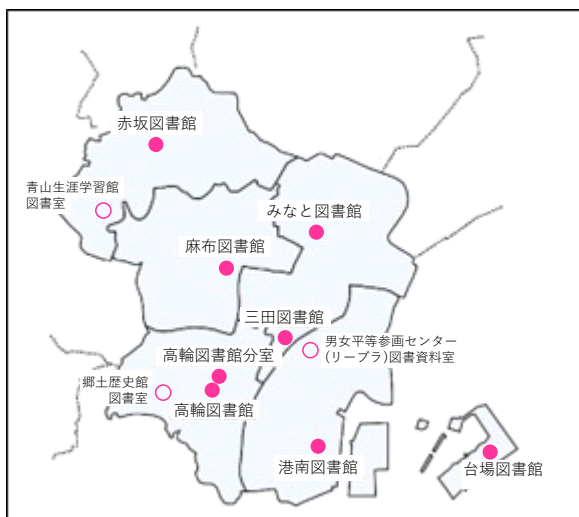 赤坂図書館
青山生涯学習館
図書室
みなと図書館
麻布図書館
三田図書館
男女平等参画センター
(リーブラ)図書資料室
高輪図書館分室
郷土歴史館
図書室
高輪図書館
港南図書館
台場図書館